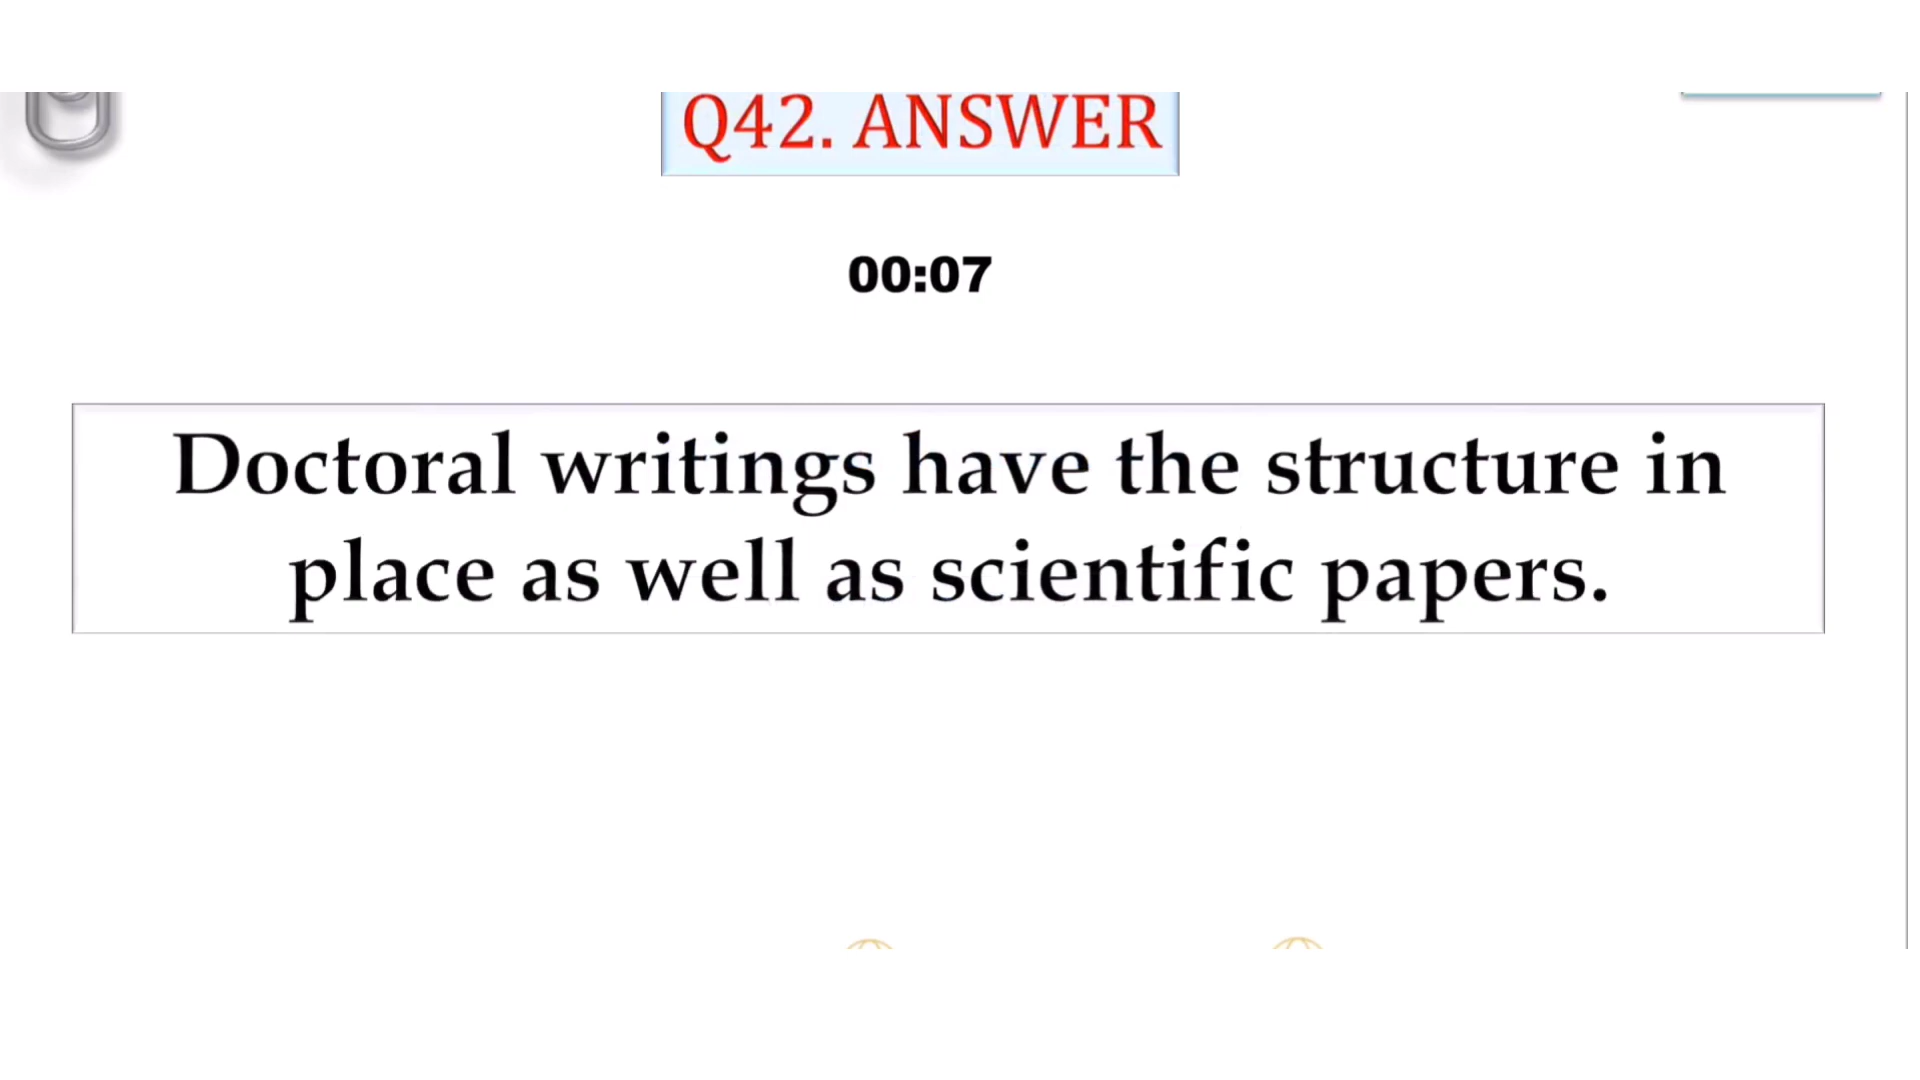 Q42. ANSWER
00:07
Doctoral writings have the structure in
place as well as scientific papers.